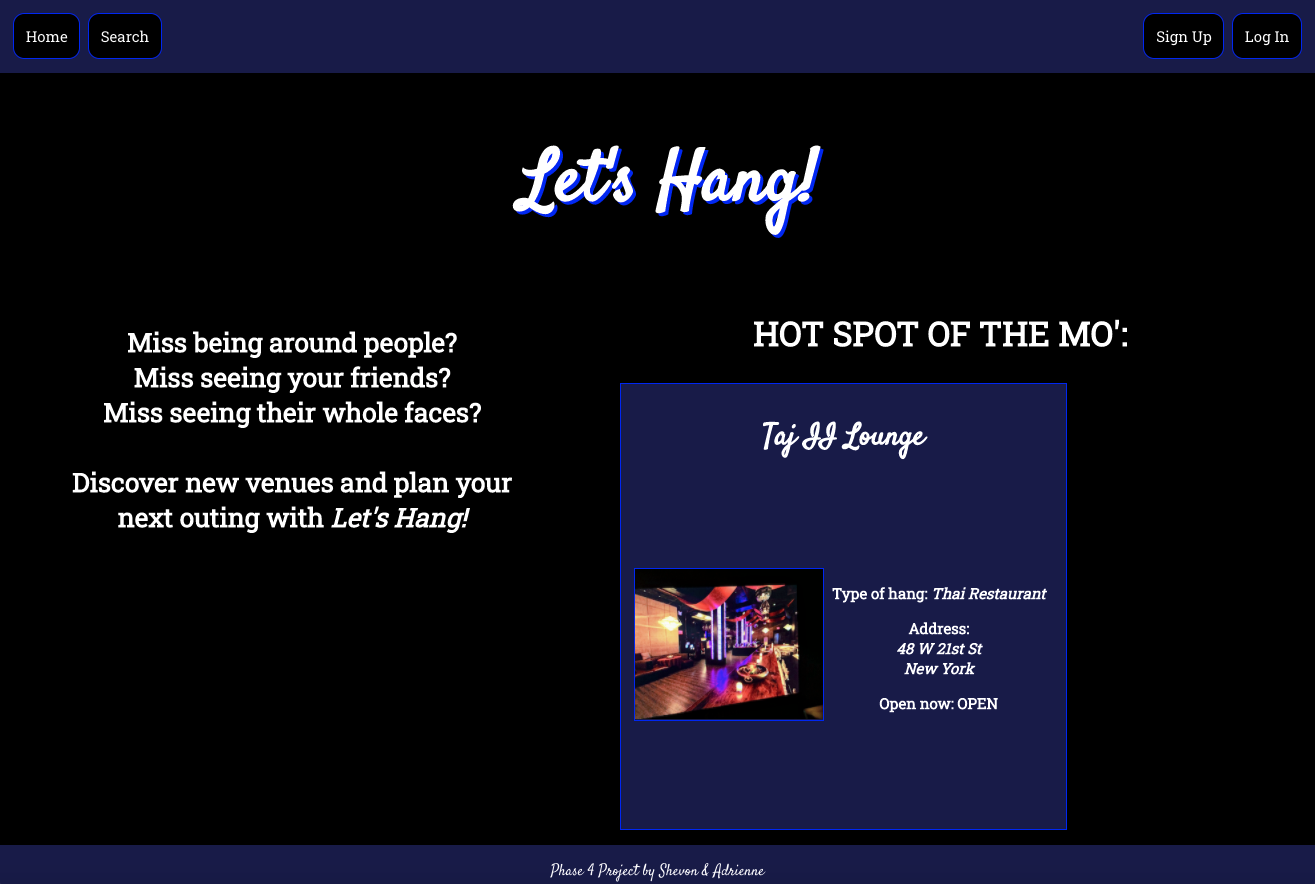 Home
Search
Sign Up
Log In
Let's Hang!
Miss being around people?
Miss seeing your friends?
Miss seeing their whole faces?
Discover new venues and plan your
next outing with Let's Hang!
HOT SPOT OF THE MO':
Taj II Lounge
Type of hang: Thai Restaurant
Address:
48 W 21st St
New York
Open now: OPEN
Phase 4 Project by Shevon & Adrienne